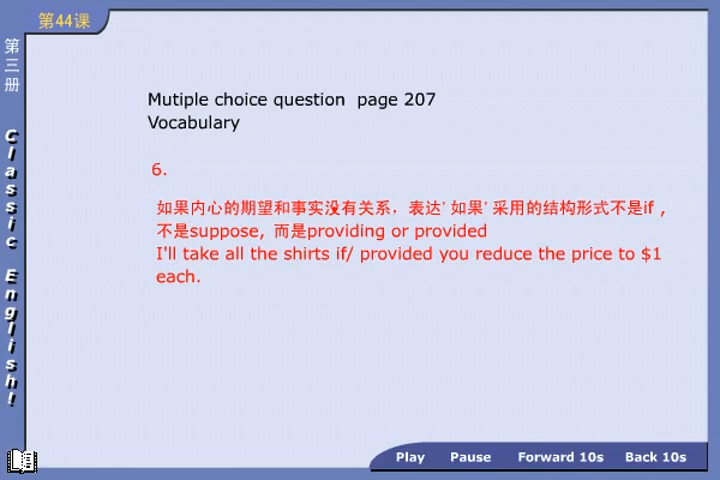 第44课
第三册
Classic English!
Mutiple choice question page 207
Vocabulary
6.
如果内心的期望和事实没有关系，表达'如果'采用的结构形式不是if，
不是suppose，而是providing or provided
I'll take all the shirts if/ provided you reduce the price to $1
each.
Play Pause Forward 10s Back 10s